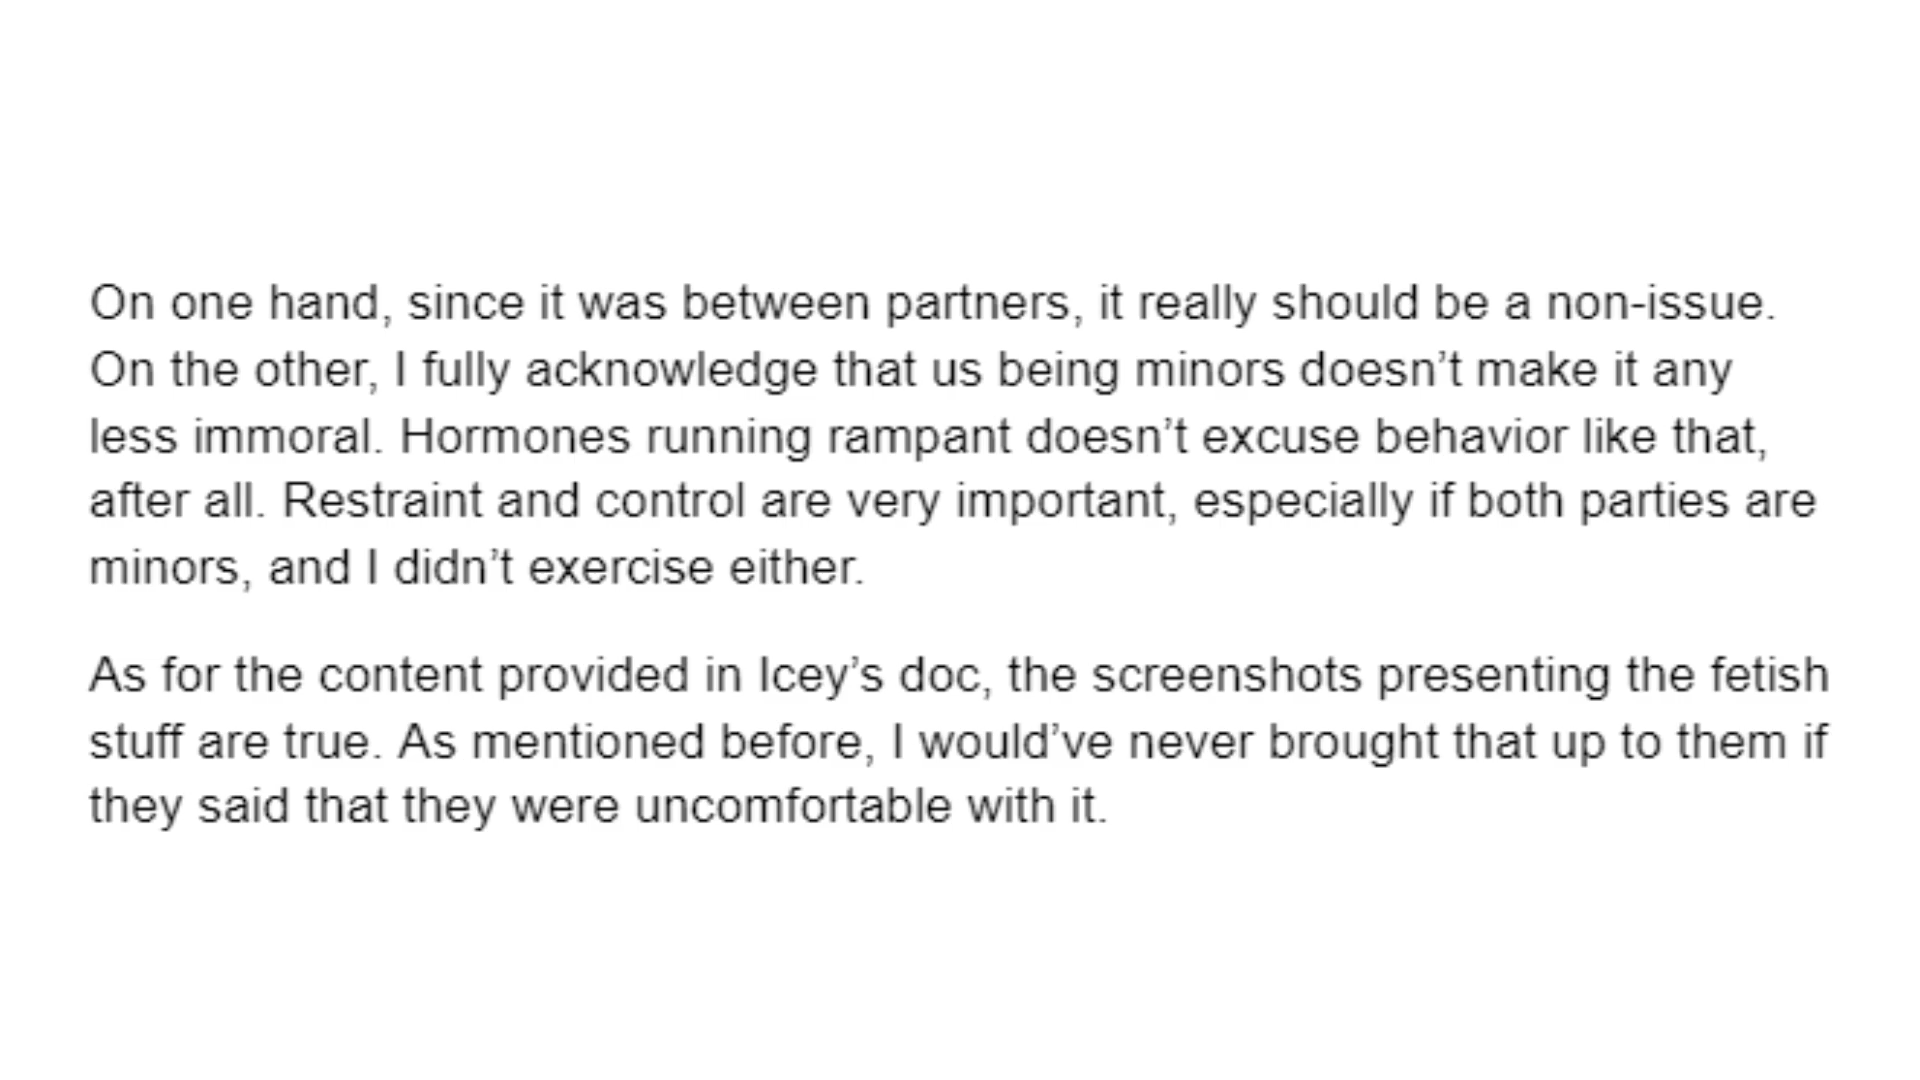 On one hand, since it was between partners, it really should be a non-issue.
On the other, I fully acknowledge that us being minors doesn’t make it any
less immoral. Hormones running rampant doesn’t excuse behavior like that,
after all. Restraint and control are very important, especially if both parties are
minors, and I didn’t exercise either.
As for the content provided in Icey’s doc, the screenshots presenting the fetish
stuff are true. As mentioned before, I would’ve never brought that up to them if
they said that they were uncomfortable with it.